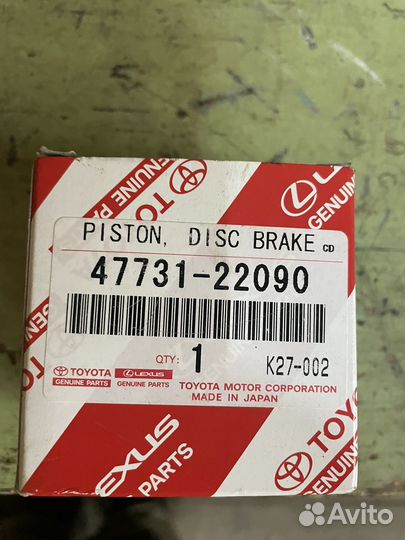 TOYOTA
GENUINE PARTS
LEXUS
GENUINE
PISTON, DISC BRAKE CD
47731-22090
QTY: 1 K27-002
TOYOTA LEXUS
GENUINE PARTS GENUINE PARTS TOYOTA MOTOR CORPORATION
MADE IN JAPAN
EXUS
PARTS
TOYOTA
GENUINE
Avito